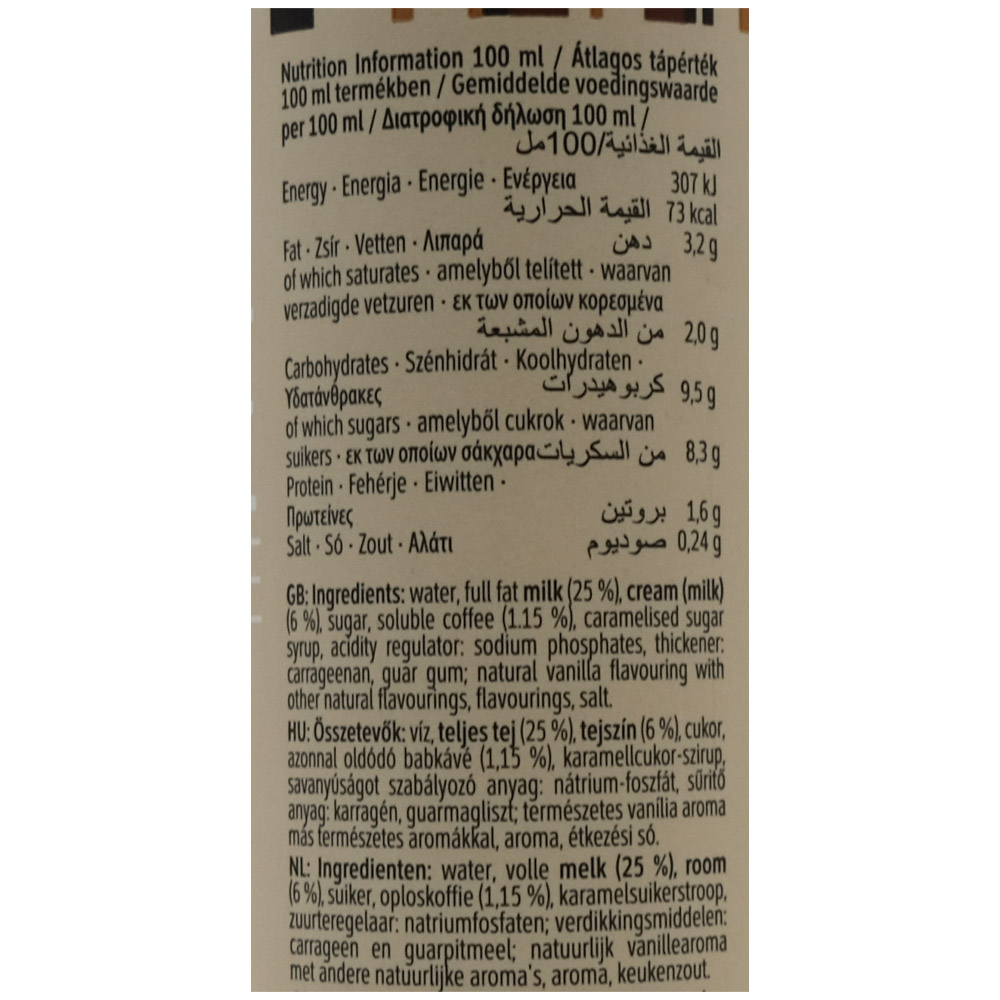 Nutrition Information 100 ml / Átlagos tápérték
100 ml termékben / Gemiddelde voedingswaarde
per 100 ml / Διατροφική δήλωση 100 ml /
القيمة الغذائية/100مل
Energy · Energia · Energie · Ενέργεια 307 kJ
القيمة الحرارية 73 kcal
Fat · Zsír · Vetten · Λιπαρά دهن 3,2 g
of which saturates · amelyből telített · waarvan
verzadigde vetzuren · εκ των οποίων κορεσμένα
من الدهون المشبعة 2,0 g
Carbohydrates · Szénhidrát · Koolhydraten ·
Υδατάνθρακες كربوهيدرات 9,5 g
of which sugars · amelyből cukrok · waarvan
suikers · εκ των οποίων σάκχαρα من السكريات 8,3 g
Protein · Fehérje · Eiwitten ·
Πρωτεΐνες بروتين 1,6 g
Salt · Só · Zout · Αλάτι صوديوم 0,24 g
GB: Ingredients: water, full fat milk (25 %), cream (milk)
(6 %), sugar, soluble coffee (1.15 %), caramelised sugar
syrup, acidity regulator: sodium phosphates, thickener:
carrageenan, guar gum; natural vanilla flavouring with
other natural flavourings, flavourings, salt.
HU: Összetevők: víz, teljes tej (25 %), tejszín (6 %), cukor,
azonnal oldódó babkávé (1,15 %), karamellcukor-szirup,
savanyúságot szabályozó anyag: nátrium-foszfát, sűrítő
anyag: karragén, guarmagliszt; természetes vanília aroma
más természetes aromákkal, aroma, étkezési só.
NL: Ingredienten: water, volle melk (25 %), room
(6 %), suiker, oploskoffie (1,15 %), karamelsuikerstroop,
zuurteregelaar: natriumfosfaten; verdikkingsmiddelen:
carrageen en guarpitmeel; natuurlijk vanillearoma
met andere natuurlijke aroma's, aroma, keukenzout.